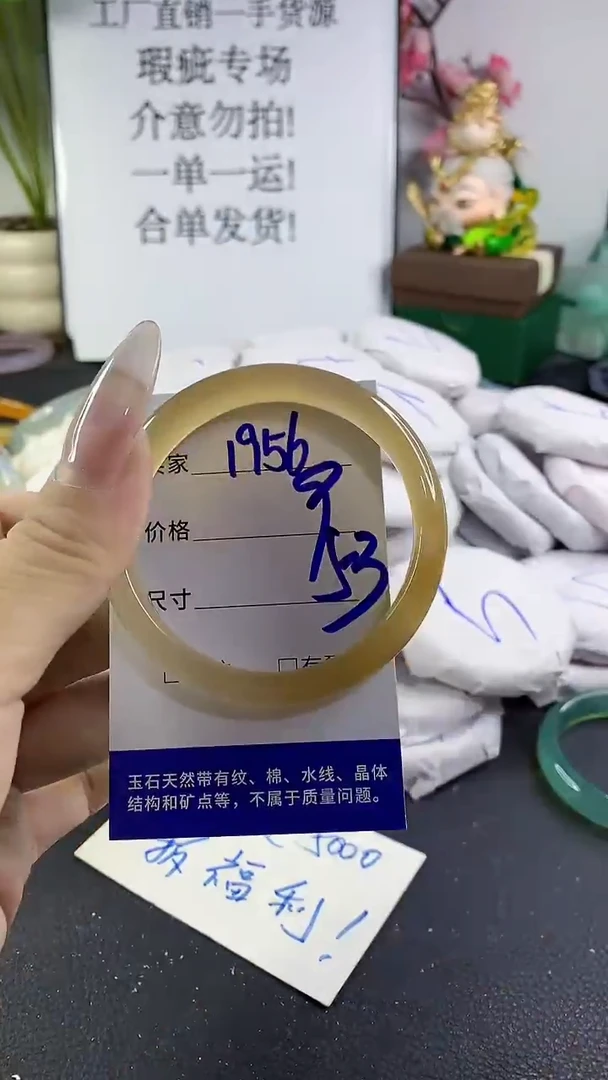 工厂直销一手货源
瑕疵专场
介意勿拍!
一单一运!
合单发货!
家
1956
价格
53
尺寸
玉石天然带有纹、棉、水线、晶体
结构和矿点等，不属于质量问题。
5000
福利!